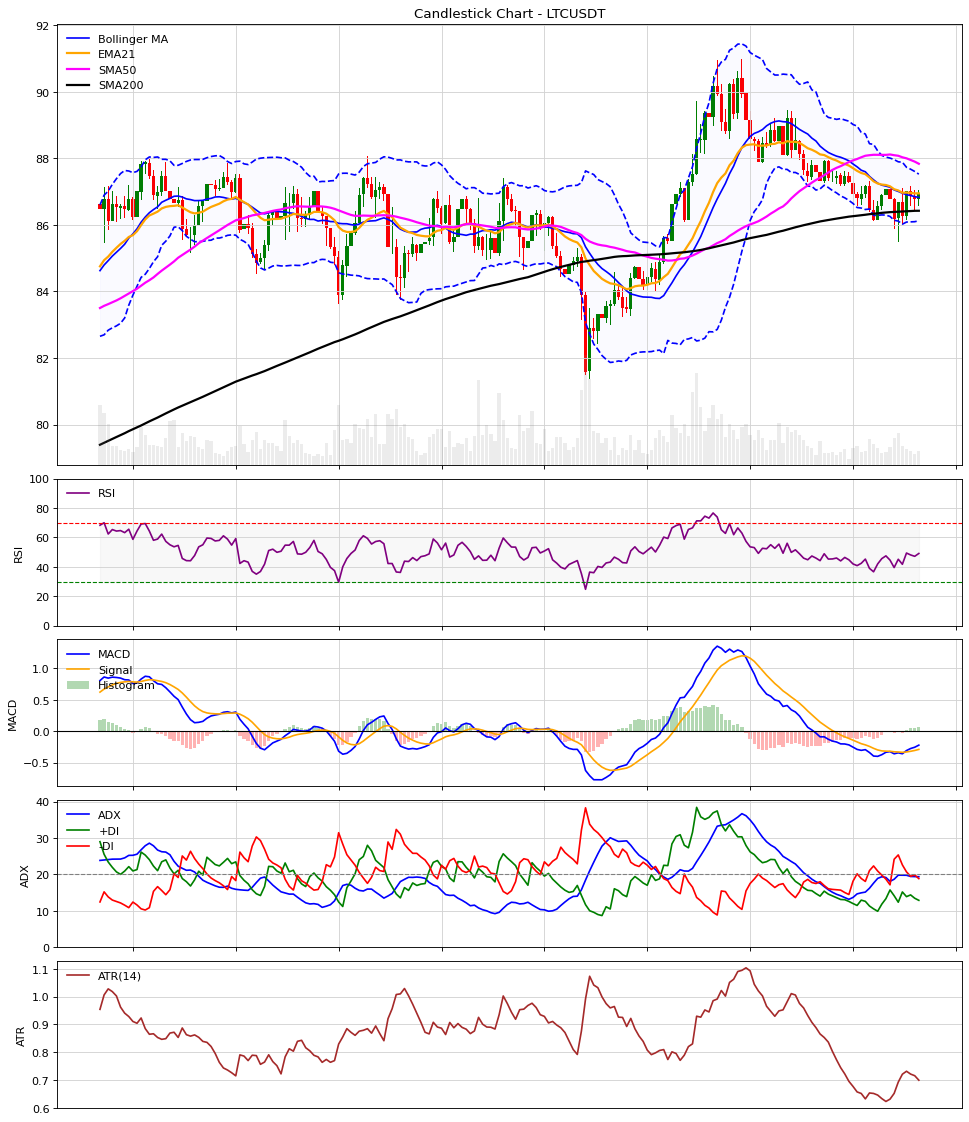 Candlestick Chart - LTCUSDT
Bollinger MA
EMA21
SMA50
SMA200
92
90
88
86
84
82
80
RSI
RSI
100
80
60
40
20
0
MACD
Signal
Histogram
MACD
1.0
0.5
0.0
−0.5
ADX
+DI
-DI
ADX
40
30
20
10
0
ATR(14)
ATR
1.1
1.0
0.9
0.8
0.7
0.6